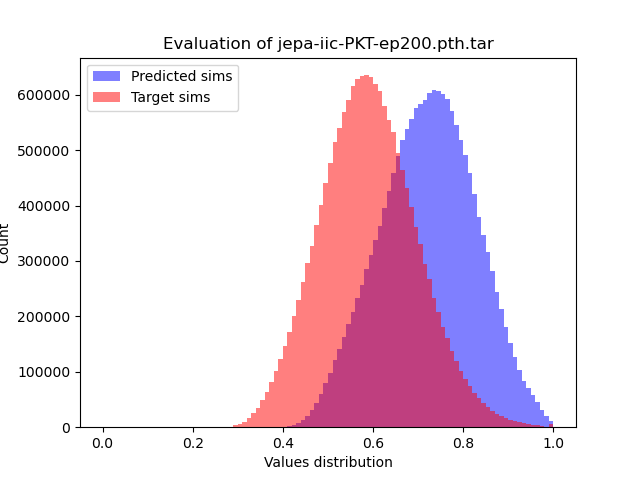 Evaluation of jepa-iic-PKT-ep200.pth.tar
Predicted sims
Target sims
600000
500000
400000
300000
200000
100000
0
Count
0.0 0.2 0.4 0.6 0.8 1.0
Values distribution